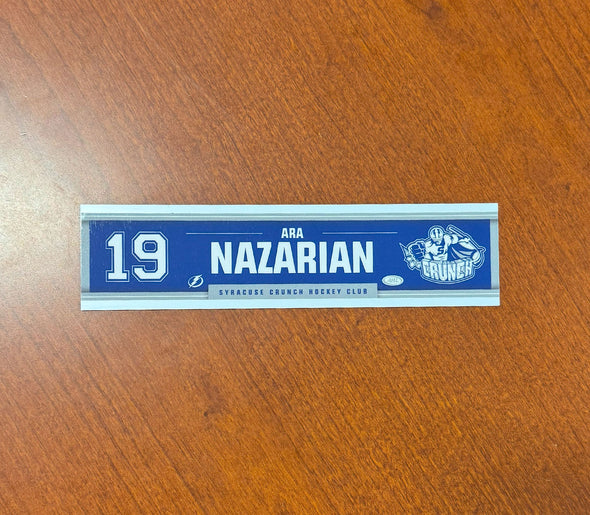 19
ARA
NAZARIAN
CRUNCH
SYRACUSE CRUNCH HOCKEY CLUB